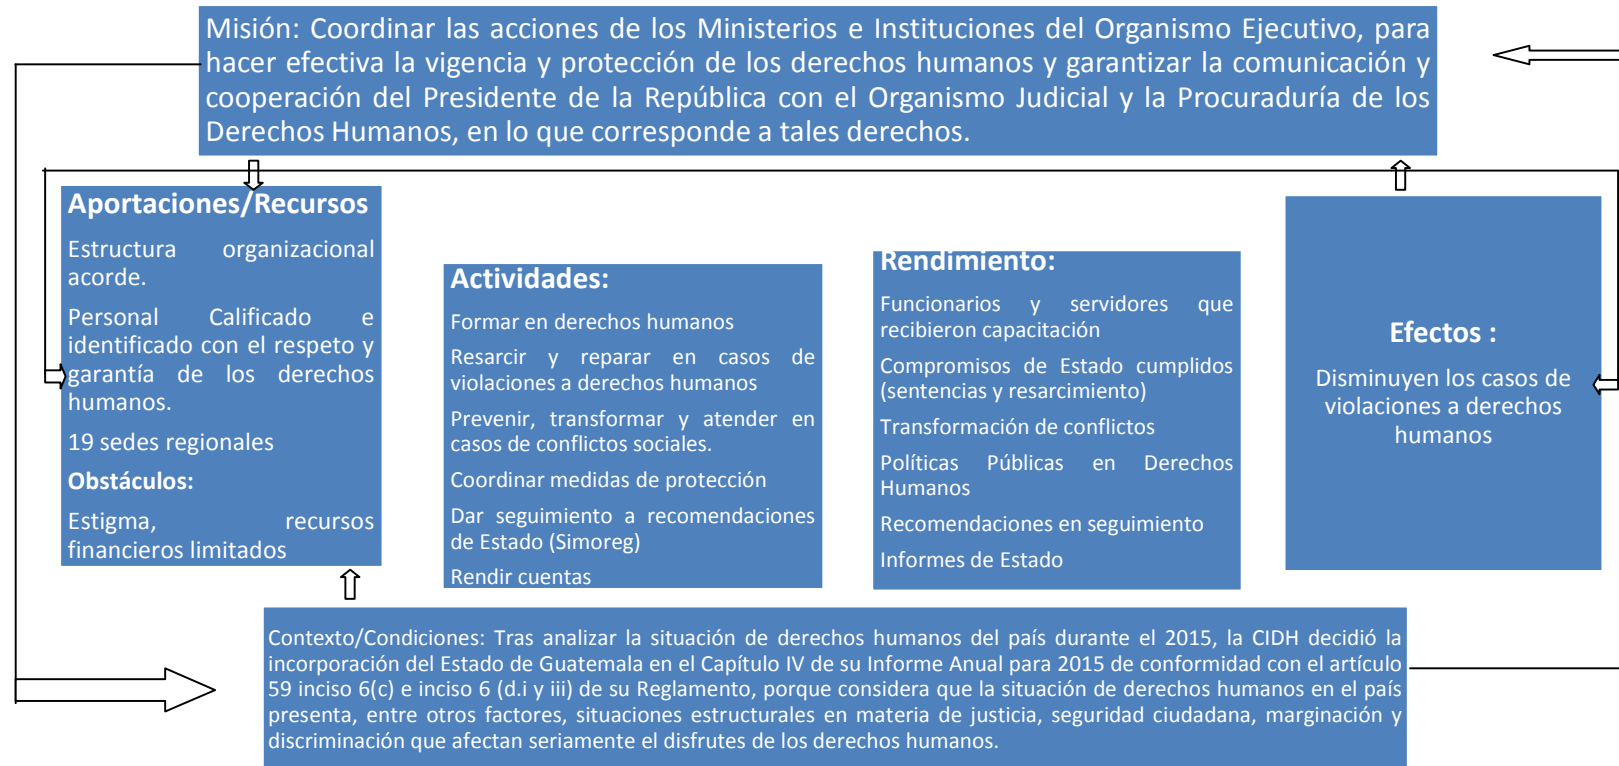 Misión: Coordinar las acciones de los Ministerios e Instituciones del Organismo Ejecutivo, para
hacer efectiva la vigencia y protección de los derechos humanos y garantizar la comunicación y
cooperación del Presidente de la República con el Organismo Judicial y la Procuraduría de los
Derechos Humanos, en lo que corresponde a tales derechos.
Aportaciones/Recursos
Estructura organizacional
acorde.
Personal Calificado e
identificado con el respeto y
garantía de los derechos
humanos.
19 sedes regionales
Obstáculos:
Estigma, recursos
financieros limitados
Actividades:
Formar en derechos humanos
Resarcir y reparar en casos de
violaciones a derechos humanos
Prevenir, transformar y atender en
casos de conflictos sociales.
Coordinar medidas de protección
Dar seguimiento a recomendaciones
de Estado (Simoreg)
Rendir cuentas
Rendimiento:
Funcionarios y servidores que
recibieron capacitación
Compromisos de Estado cumplidos
(sentencias y resarcimiento)
Transformación de conflictos
Políticas Públicas en Derechos
Humanos
Recomendaciones en seguimiento
Informes de Estado
Efectos :
Disminuyen los casos de
violaciones a derechos
humanos
Contexto/Condiciones: Tras analizar la situación de derechos humanos del país durante el 2015, la CIDH decidió la
incorporación del Estado de Guatemala en el Capítulo IV de su Informe Anual para 2015 de conformidad con el artículo
59 inciso 6(c) e inciso 6 (d.i y iii) de su Reglamento, porque considera que la situación de derechos humanos en el país
presenta, entre otros factores, situaciones estructurales en materia de justicia, seguridad ciudadana, marginación y
discriminación que afectan seriamente el disfrutes de los derechos humanos.